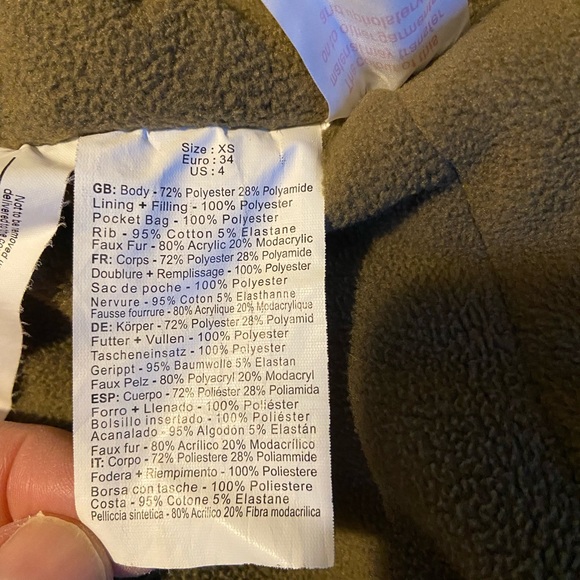 Size : XS
Euro : 34
US : 4
GB: Body - 72% Polyester 28% Polyamide
Lining + Filling - 100% Polyester
Pocket Bag - 100% Polyester
Rib - 95% Cotton 5% Elastane
Faux Fur - 80% Acrylic 20% Modacrylic
FR: Corps - 72% Polyester 28% Polyamide
Doublure + Remplissage - 100% Polyester
Sac de poche - 100% Polyester
Nervure - 95% Coton 5% Elasthanne
Fausse fourrure - 80% Acrylique 20% Modacrylique
DE: Körper - 72% Polyester 28% Polyamid
Futter + Vullen - 100% Polyester
Tascheneinsatz - 100% Polyester
Gerippt - 95% Baumwolle 5% Elastan
Faux Pelz - 80% Polyacryl 20% Modacryl
ESP: Cuerpo - 72% Poliéster 28% Poliamida
Forro + Llenado - 100% Poliéster
Bolsillo insertado - 100% Poliéster
Acanalado - 95% Algodón 5% Elastán
Faux fur - 80% Acrílico 20% Modacrílico
IT: Corpo - 72% Poliestere 28% Poliammide
Fodera + Riempimento - 100% Poliestere
Borsa con tasche - 100% Poliestere
Costa - 95% Cotone 5% Elastane
Pelliccia sintetica - 80% Acrilico 20% Fibra modacrilica
Not to be removed
delivered to the